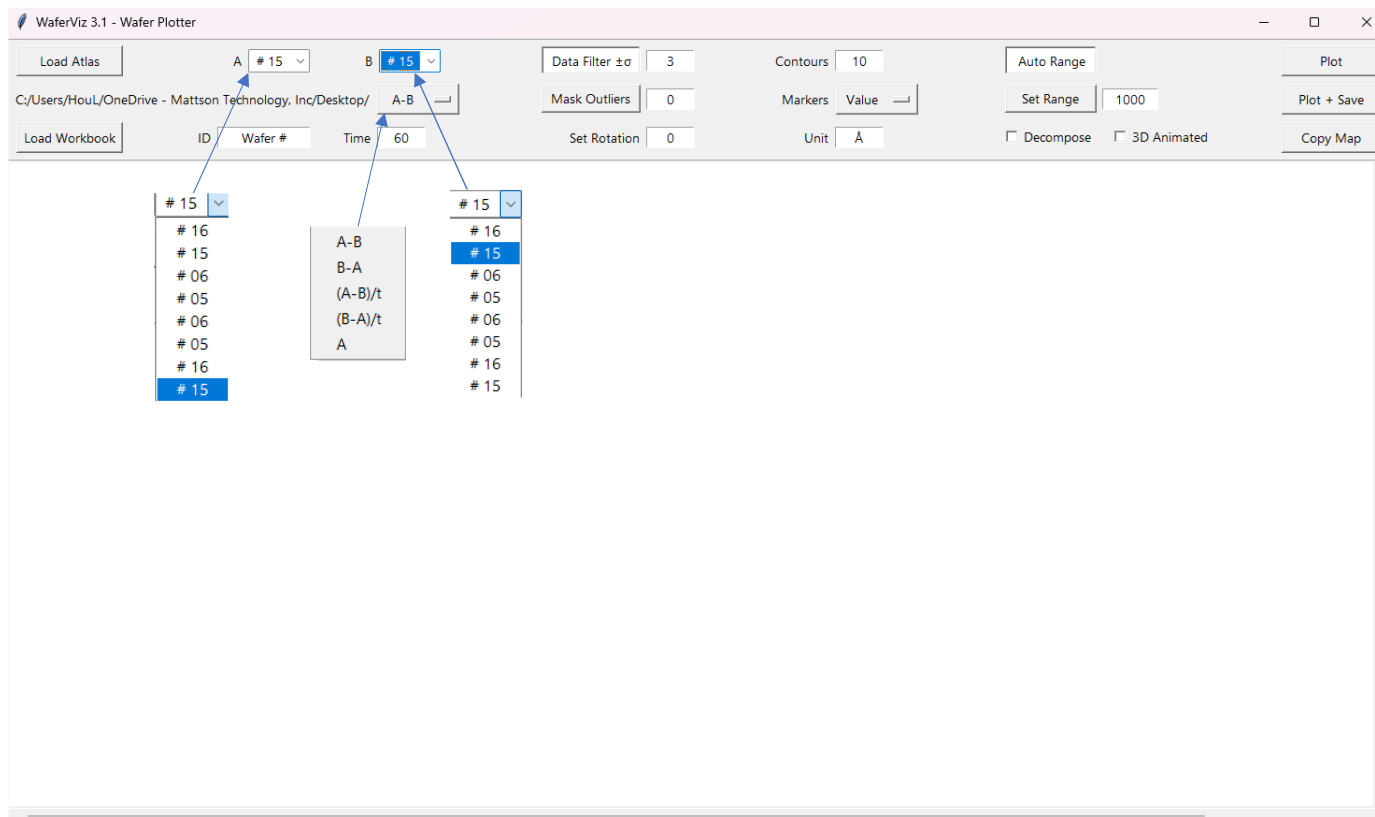 WaferViz 3.1 - Wafer Plotter
Load Atlas A # 15 B # 15 Data Filter ±σ 3 Contours 10 Auto Range Plot
C:/Users/HouL/OneDrive - Mattson Technology, Inc/Desktop/ A-B Mask Outliers 0 Markers Value Set Range 1000 Plot + Save
Load Workbook ID Wafer # Time 60 Set Rotation 0 Unit Å Decompose 3D Animated Copy Map
# 15
# 16
# 15
# 06
# 05
# 06
# 05
# 16
# 15
A-B
B-A
(A-B)/t
(B-A)/t
A
# 15
# 16
# 15
# 06
# 05
# 06
# 05
# 16
# 15